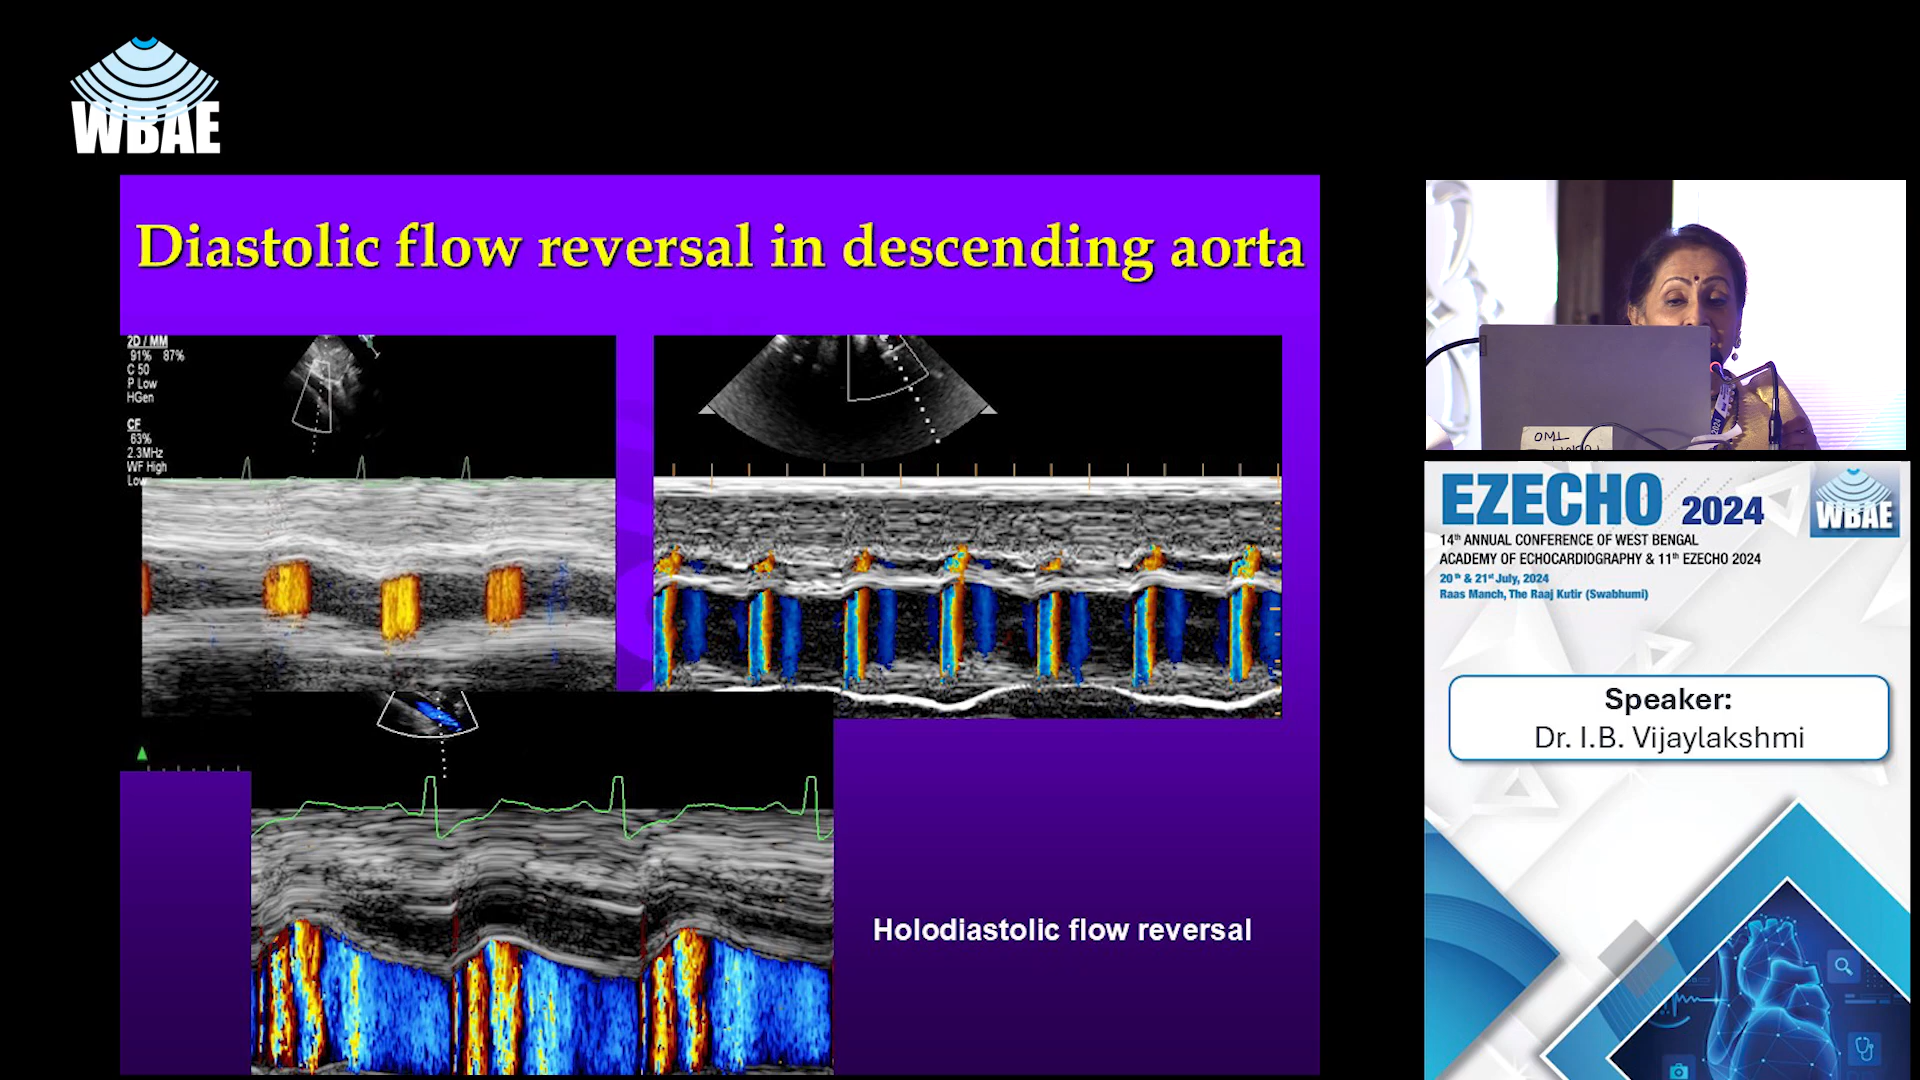 WBAE
Diastolic flow reversal in descending aorta
2D / MM
91% 87%
C 50
P Low
HGen
CF
63%
2.3MHz
WF High
Low
Holodiastolic flow reversal
2024
OMT
EZECHO 2024
WBAE
14th ANNUAL CONFERENCE OF WEST BENGAL
ACADEMY OF ECHOCARDIOGRAPHY & 11th EZECHO 2024
20th & 21st July, 2024
Raas Manch, The Raaj Kutir (Swabhumi)
Speaker:
Dr. I.B. Vijaylakshmi